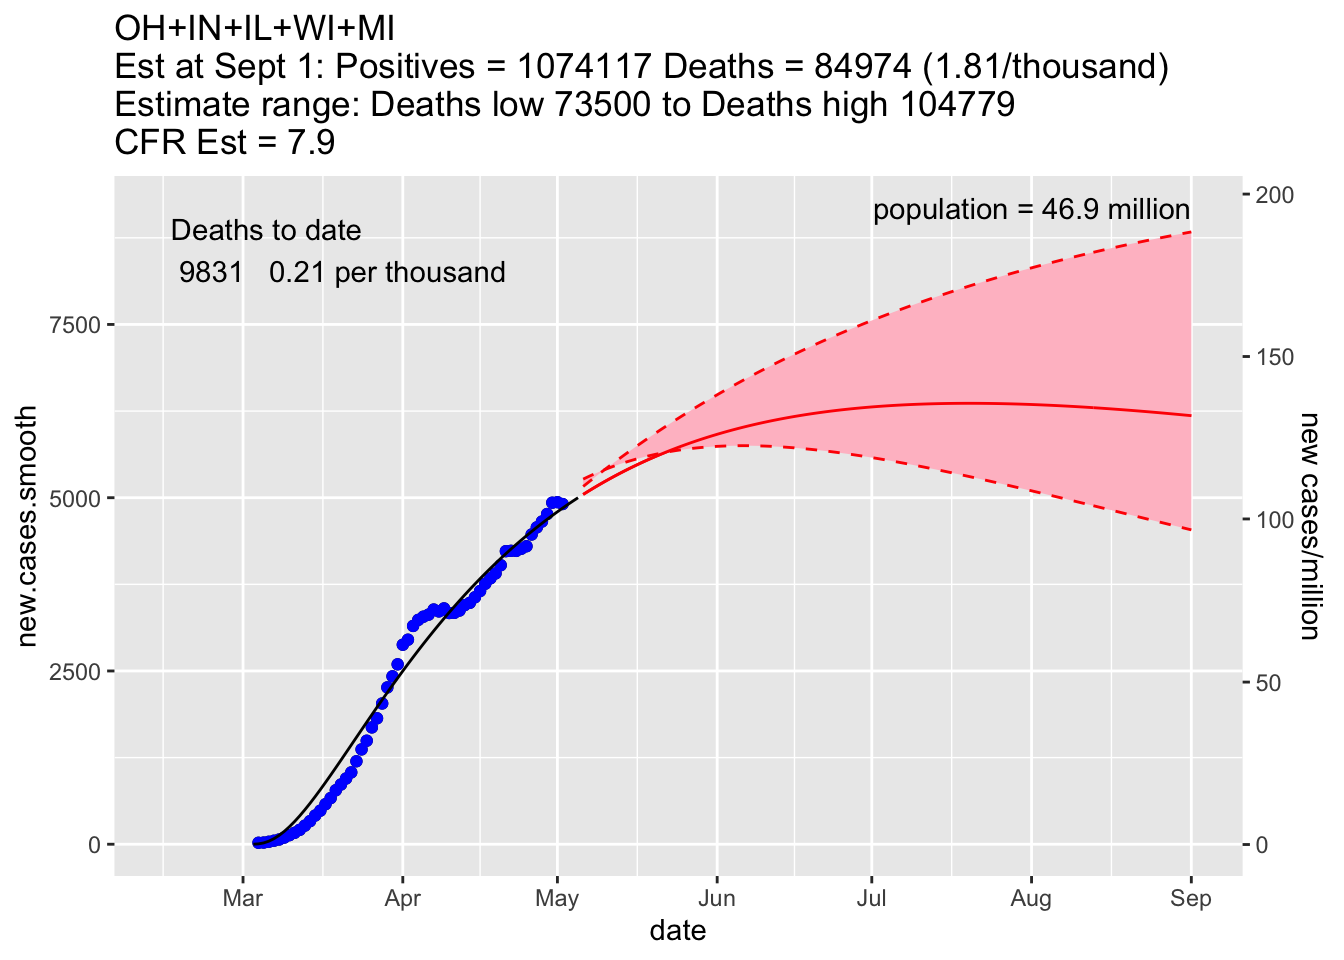 OH+IN+IL+WI+MI
Est at Sept 1: Positives = 1074117 Deaths = 84974 (1.81/thousand)
Estimate range: Deaths low 73500 to Deaths high 104779
CFR Est = 7.9
Deaths to date
9831 0.21 per thousand
population = 46.9 million
new.cases.smooth
7500
5000
2500
0
200
150
100
50
0
new cases/million
Mar Apr May Jun Jul Aug Sep
date